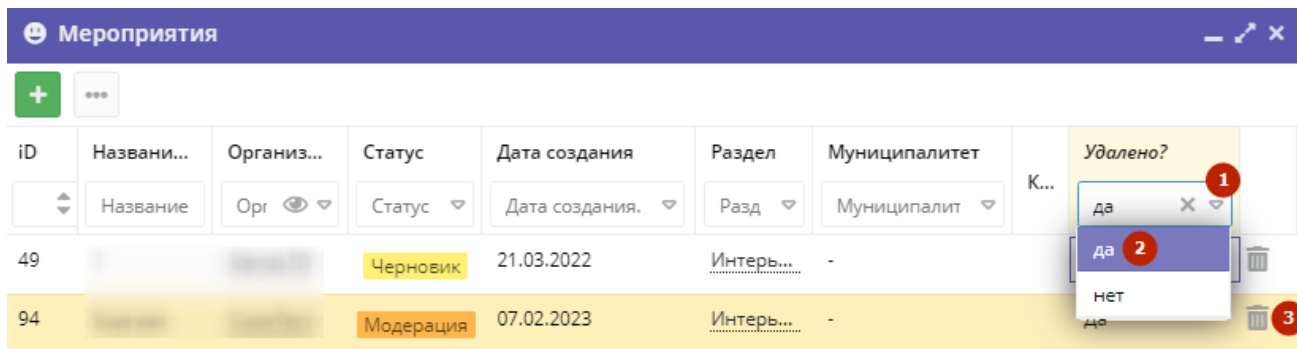 Мероприятия
iD Названи... Организ... Статус Дата создания Раздел Муниципалитет К... Удалено?
Название Орг Статус Дата создания. Разд Муниципалит да 1
49 Черновик 21.03.2022 Интерь... - да 2
нет
94 Модерация 07.02.2023 Интерь... - Да 3